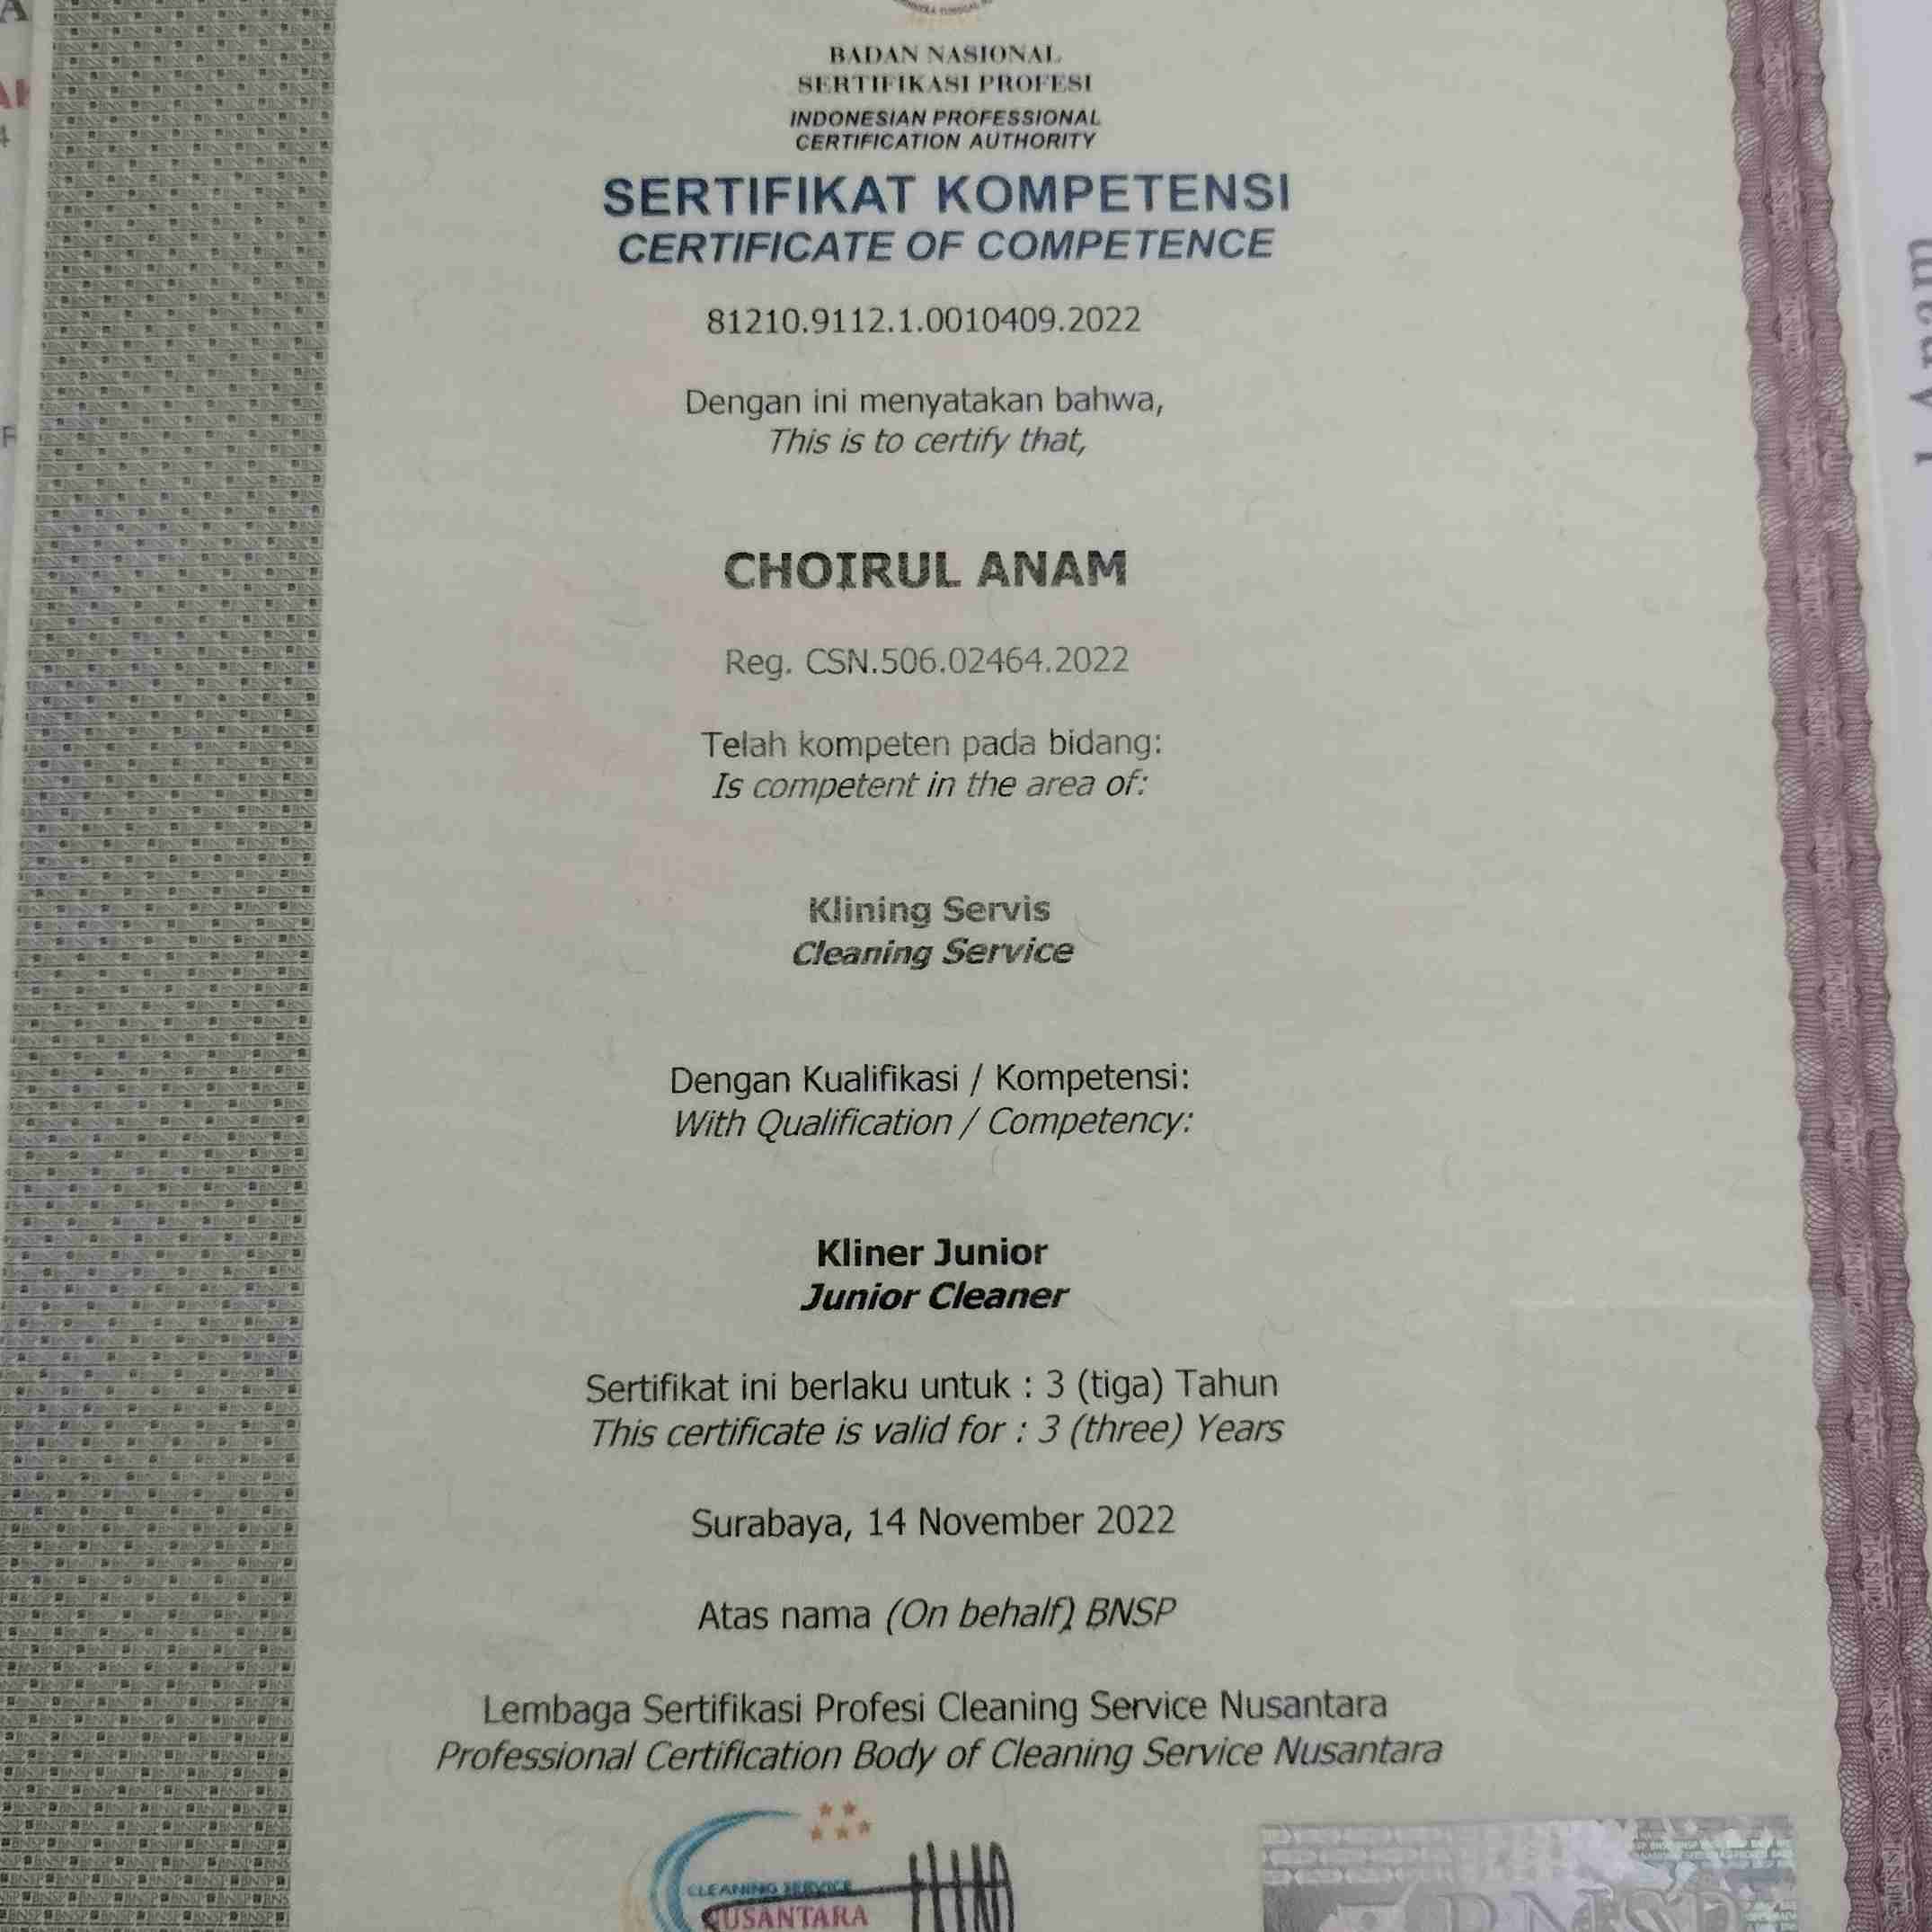 BADAN NASIONAL
SERTIFIKASI PROFESI
INDONESIAN PROFESSIONAL
CERTIFICATION AUTHORITY
SERTIFIKAT KOMPETENSI
CERTIFICATE OF COMPETENCE
81210.9112.1.0010409.2022
Dengan ini menyatakan bahwa,
This is to certify that,
CHOIRUL ANAM
Reg. CSN.506.02464.2022
Telah kompeten pada bidang:
Is competent in the area of:
Klining Servis
Cleaning Service
Dengan Kualifikasi / Kompetensi:
With Qualification / Competency:
Kliner Junior
Junior Cleaner
Sertifikat ini berlaku untuk : 3 (tiga) Tahun
This certificate is valid for : 3 (three) Years
Surabaya, 14 November 2022
Atas nama (On behalf) BNSP
Lembaga Sertifikasi Profesi Cleaning Service Nusantara
Professional Certification Body of Cleaning Service Nusantara
CLEANING SERVICE
NUSANTARA
BNSP